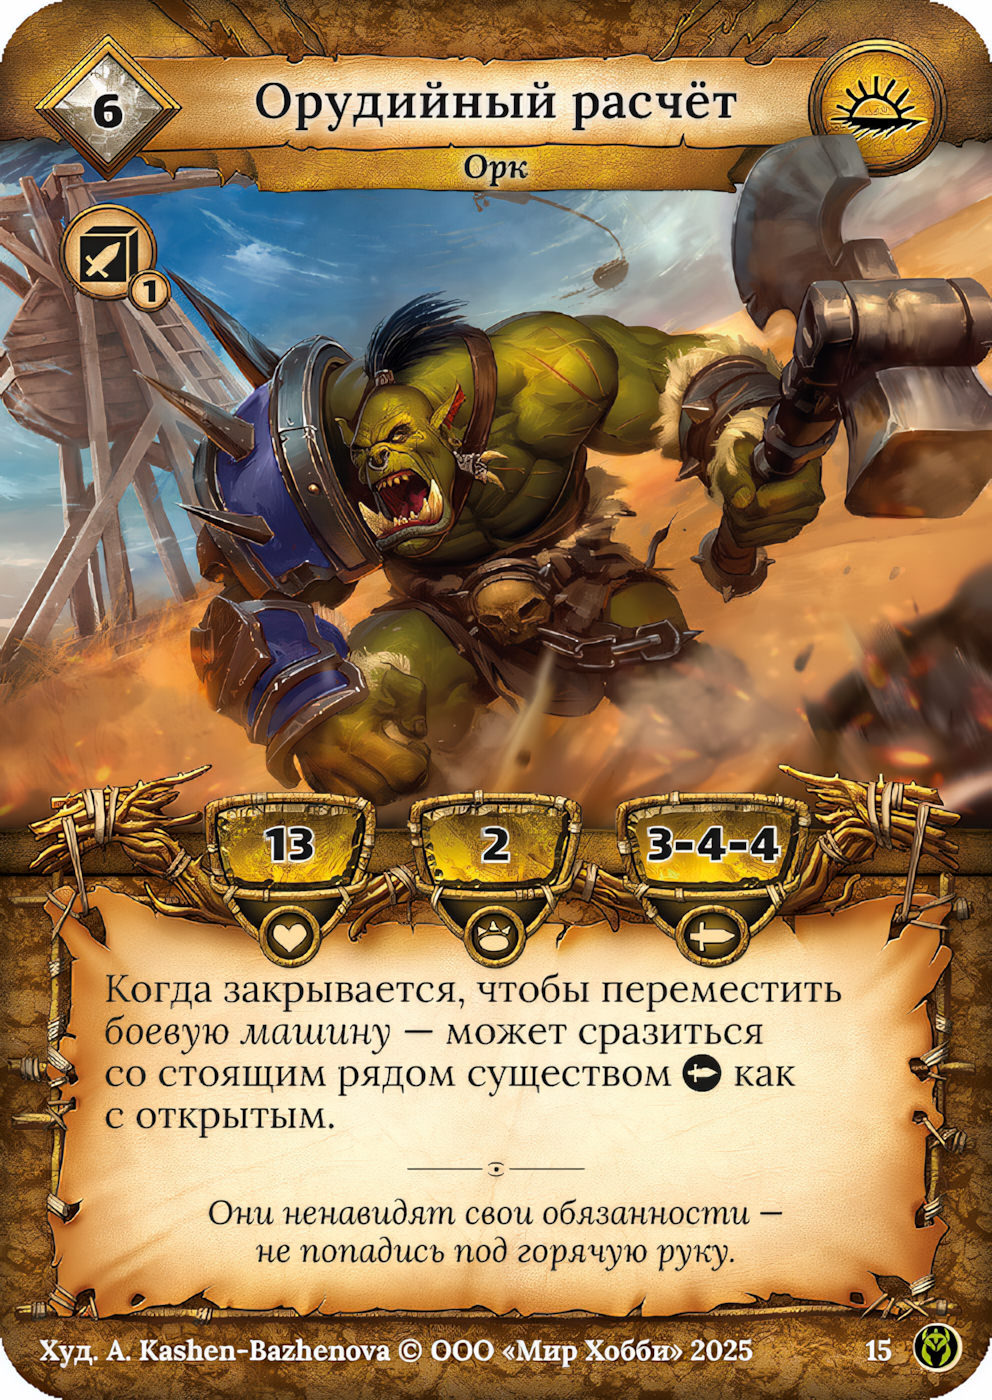 6
Орудийный расчёт
Орк
1
13
2
3-4-4
Когда закрывается, чтобы переместить
боевую машину — может сразиться
со стоящим рядом существом как
с открытым.
Они ненавидят свои обязанности —
не попадись под горячую руку.
Худ. А. Kashen-Bazhenova © ООО «Мир Хобби» 2025
15